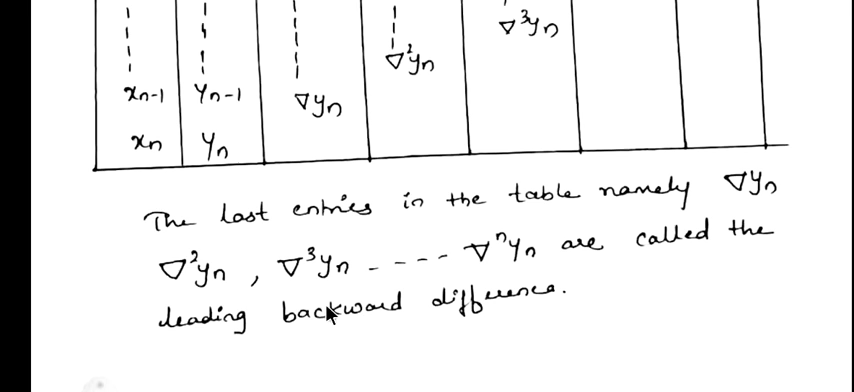 ∇³yn
∇²yn
xn-1 yn-1 ∇yn
xn yn
The last entries in the table namely ∇yn
∇²yn , ∇³yn - - - - - ∇ⁿyn are called the
leading backward difference.